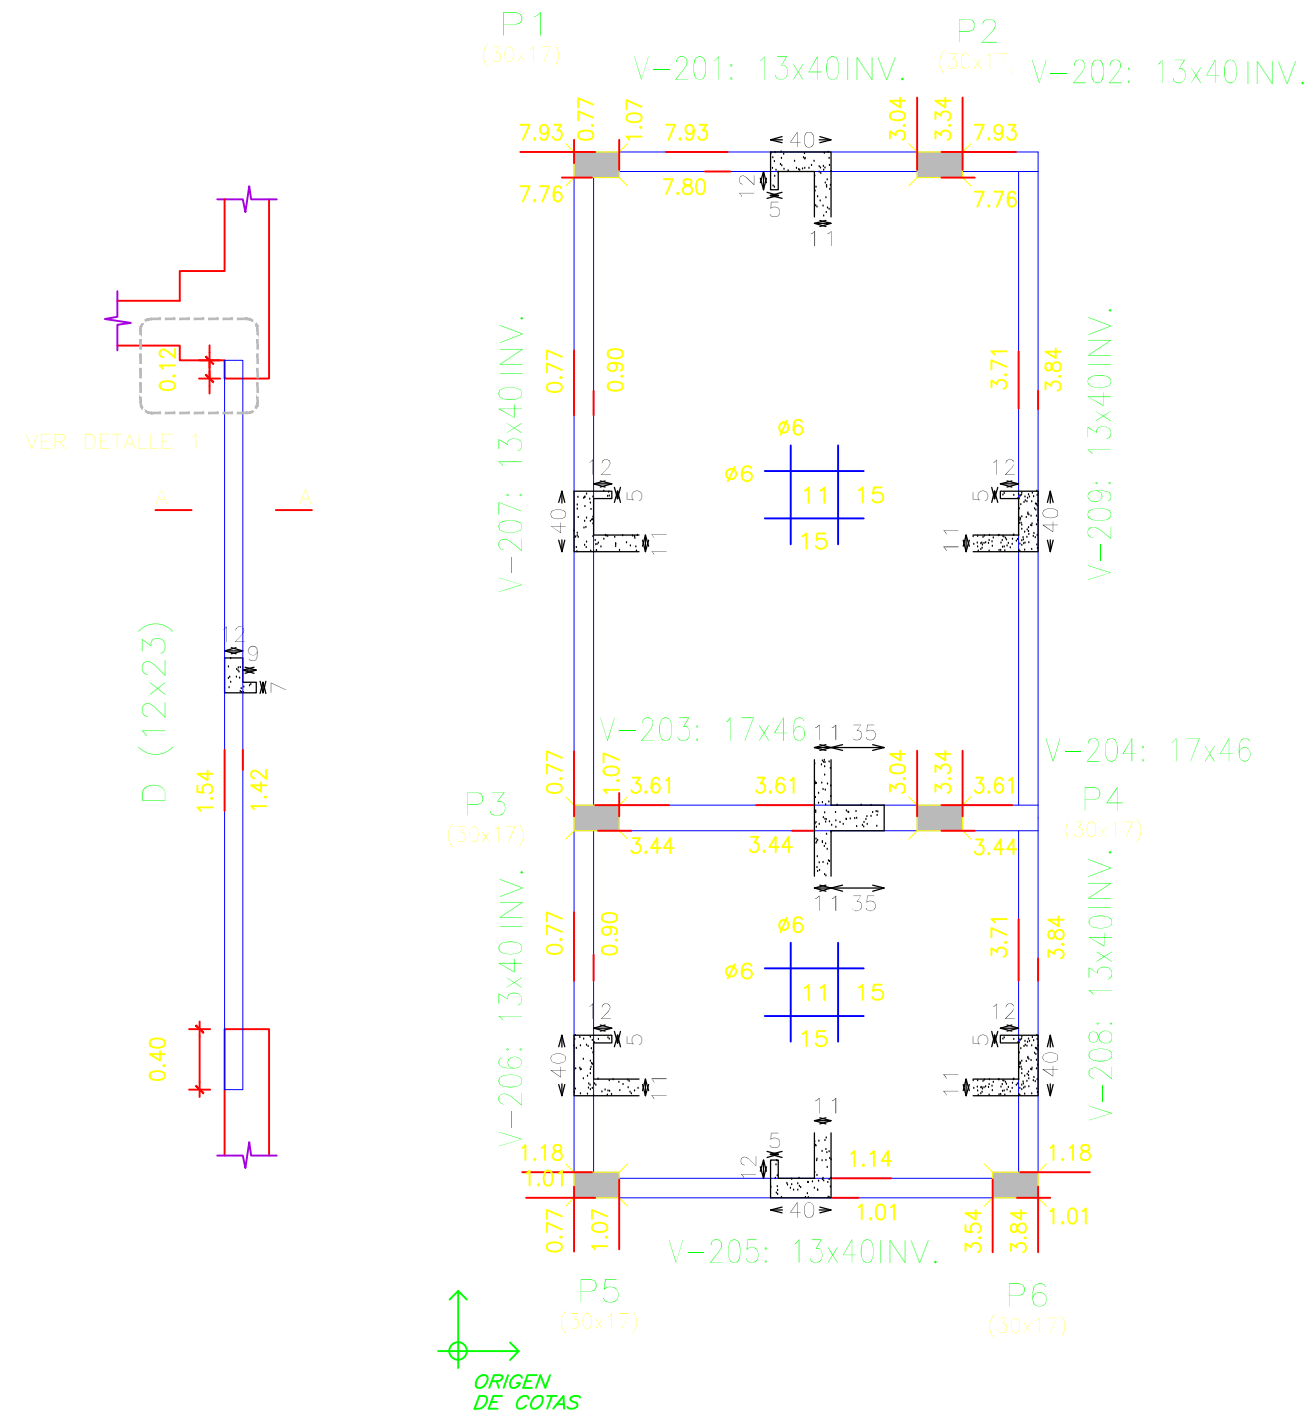 P1
(30x17)
P2
V-201: 13x40INV.
V-202: 13x40INV.
7.93
0.77
1.07
7.93
40
3.04
3.34
7.93
7.76
7.80
12
5
11
7.76
0.12
VER DETALLE 1
A
A
V-207: 13x40INV.
0.77
0.90
3.71
3.84
V-209: 13x40INV.
ø6
ø6
11
15
15
12
5
40
11
12
5
40
11
D (12x23)
12
9
7
1.54
1.42
V-203: 17x46
11
35
V-204: 17x46
P3
(30x17)
0.77
1.07
3.61
3.61
3.04
3.34
3.61
P4
(30x17)
3.44
3.44
3.44
11
35
V-206: 13x40INV.
0.77
0.90
3.71
3.84
V-208: 13x40INV.
ø6
ø6
11
15
15
12
5
40
11
12
5
40
11
0.40
1.18
1.01
11
5
12
40
1.14
1.01
1.18
1.01
0.77
1.07
3.54
3.84
V-205: 13x40INV.
P5
(30x17)
P6
(30x17)
ORIGEN
DE COTAS